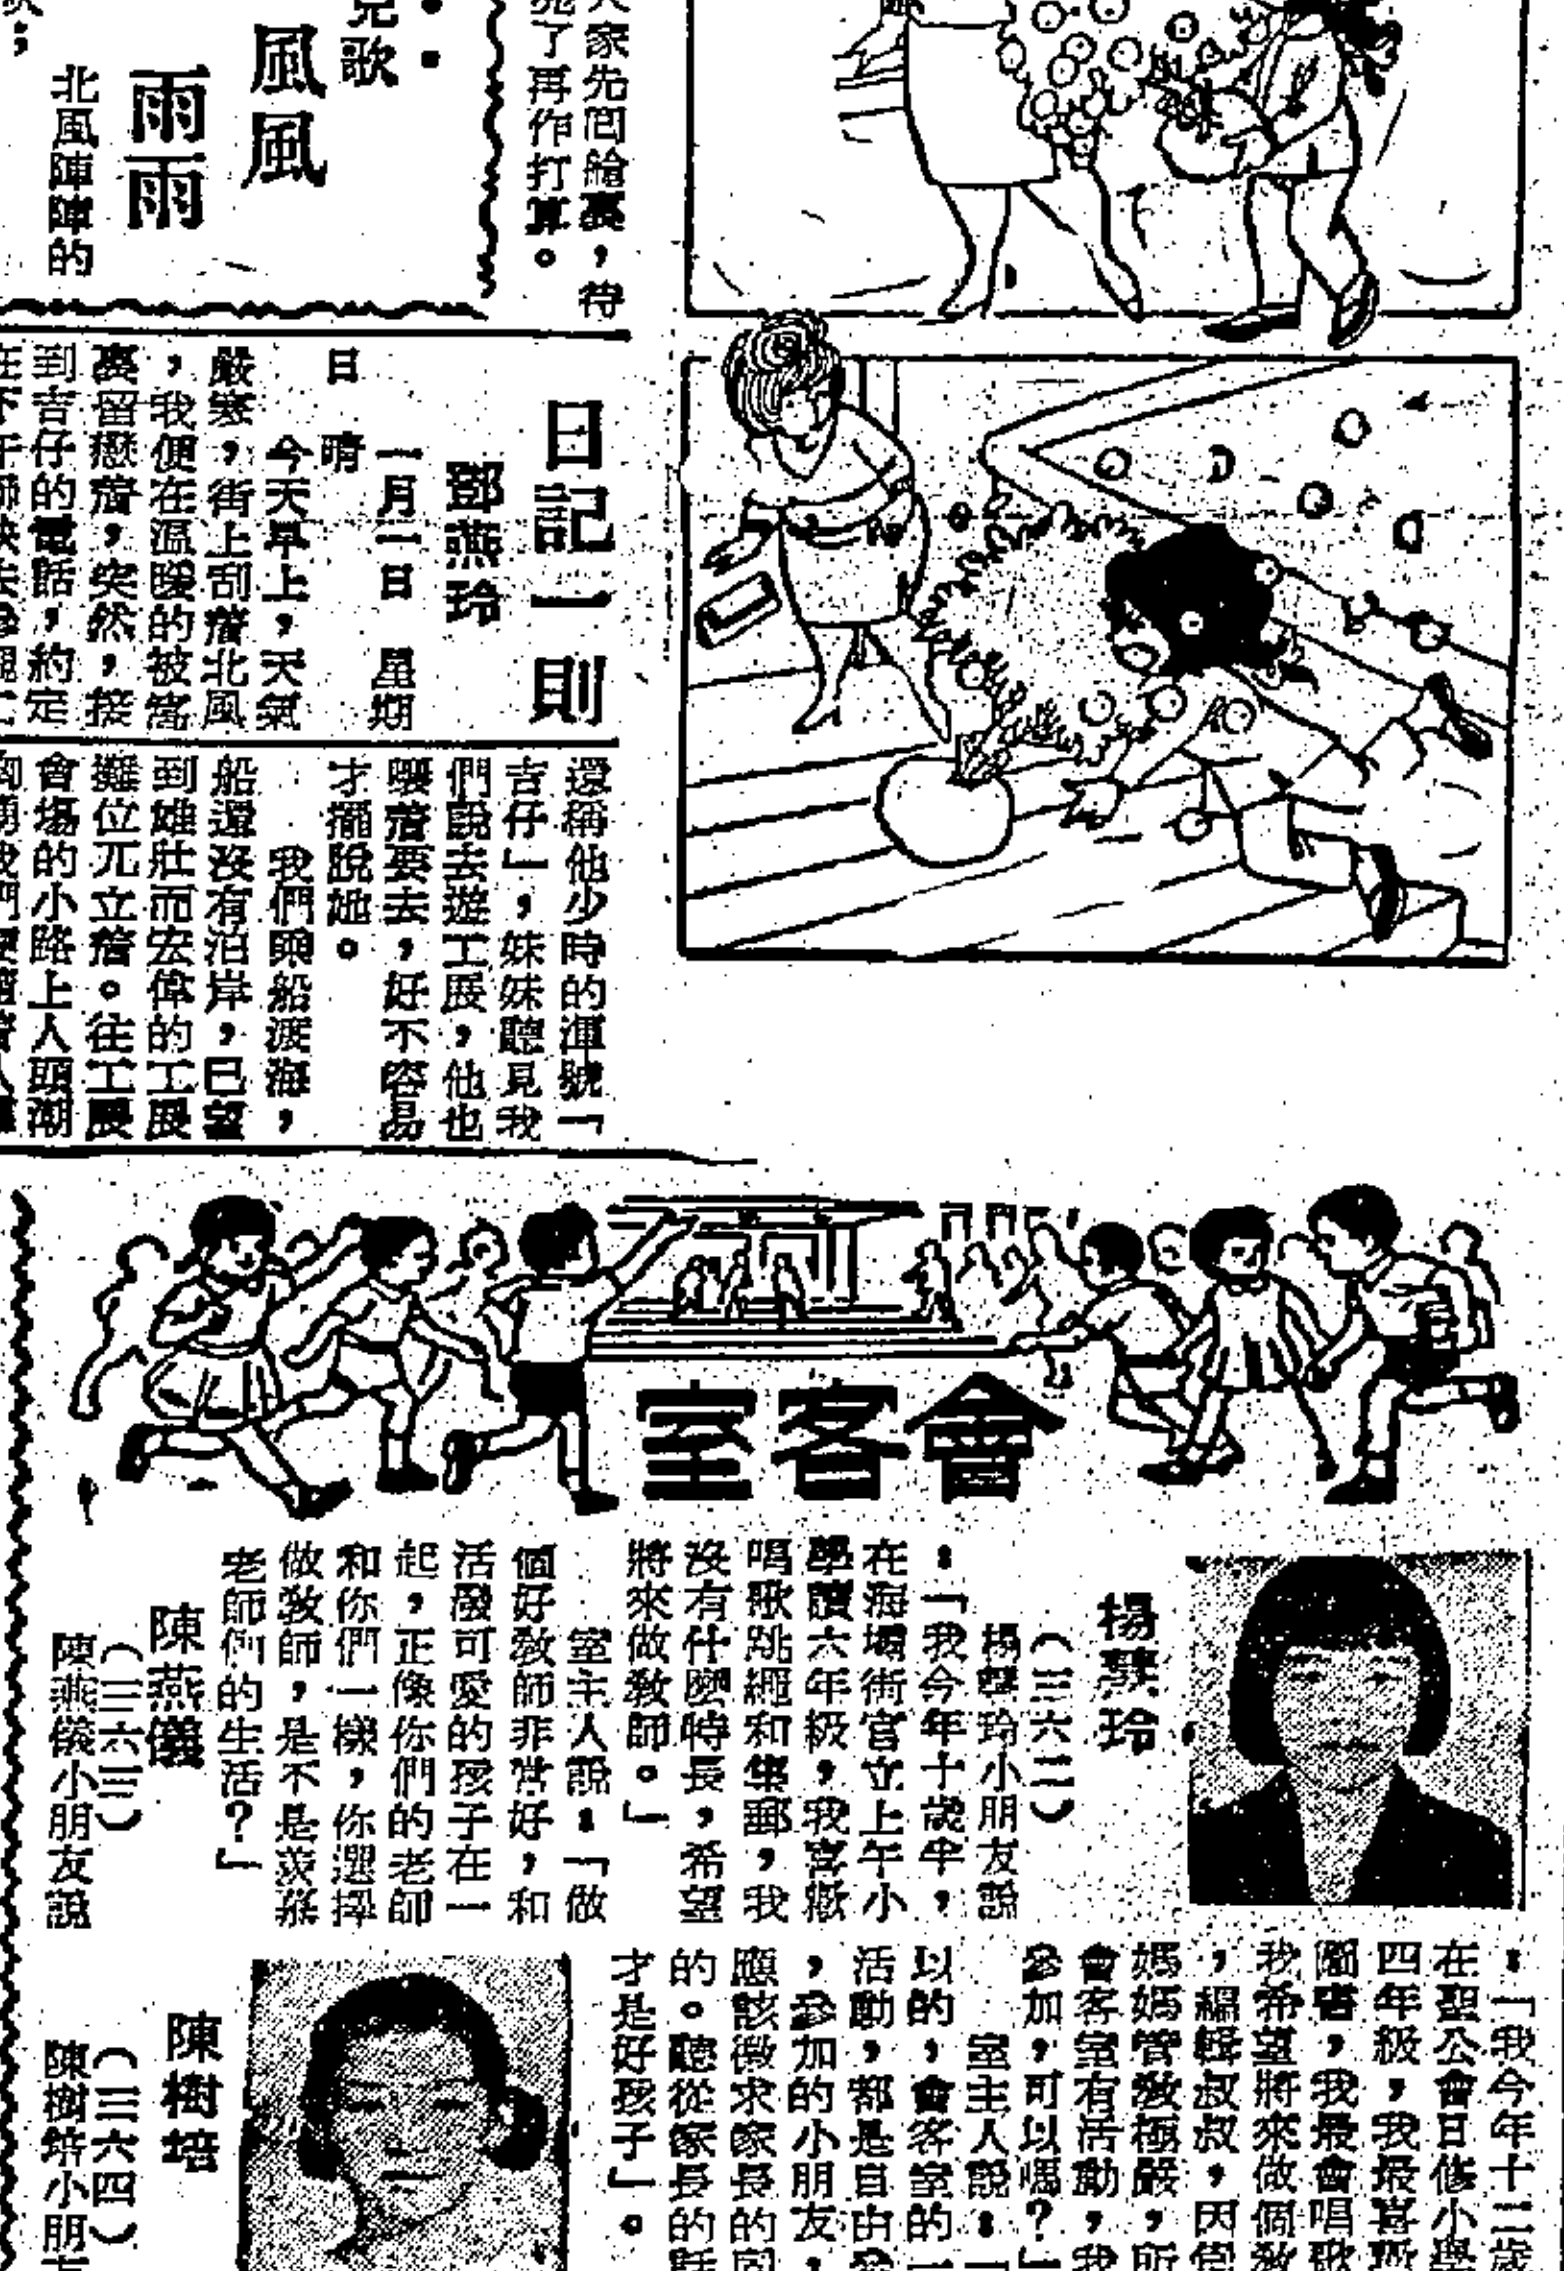 家先回艙裏，待
了再作打算。
兒歌
風風
雨雨
北風陣陣的
日記一則
鄧燕玲
一月一日　星期
日　晴
今天早上，天氣
嚴寒，街上刮着北風
，我便在溫暖的被窩
裏留戀着，突然，接
到吉仔的電話，約定
還稱他少時的渾號「
吉仔」，妹妹聽見我
們說去遊工展，他也
嚷着要去，好不容易
才擺脫她。
我們乘船渡海，
船還沒有泊岸，已望
到雄壯而宏偉的工展
攤位兀立着。往工展
會場的小路上人頭潮
會客室
楊慧玲
（三六二）
楊慧玲小朋友說
：「我今年十歲半，
在海壇街官立上午小
學讀六年級，我喜歡
唱歌跳繩和集郵，我
沒有什麼特長，希望
將來做教師。」
室主人說：「做
個好教師非常好，和
活潑可愛的孩子在一
起，正像你們的老師
和你們一樣，你選擇
做教師，是不是羨慕
老師們的生活？」
陳燕儀
（三六三）
陳燕儀小朋友說
：「我今年十二歲
在聖公會日修小學
四年級，我最喜
圖書，我最會唱歌
我希望將來做個教
，編輯叔叔，因爲
媽媽管教極嚴，所
會客室有活動，我
參加，可以嗎？」
室主人說：「
以的，會客室的一
活動，都是自由參
，參加的小朋友，
應該徵求家長的同
的。聽從家長的話
才是好孩子」。
陳樹培
（三六四）
陳樹培小朋友